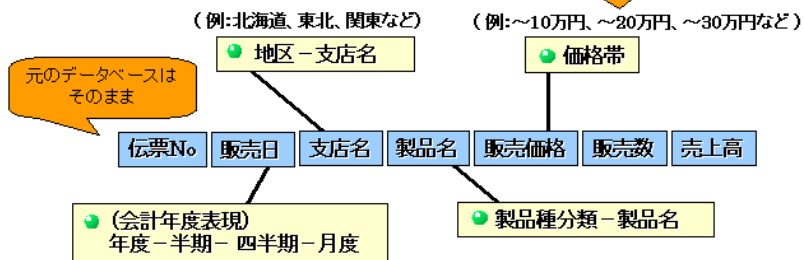 (例:北海道、東北、関東など)
(例:～10万円、～20万円、～30万円など)
地区－支店名
価格帯
元のデータベースは
そのまま
伝票No
販売日
支店名
製品名
販売価格
販売数
売上高
(会計年度表現)
年度－半期－四半期－月度
製品種分類－製品名